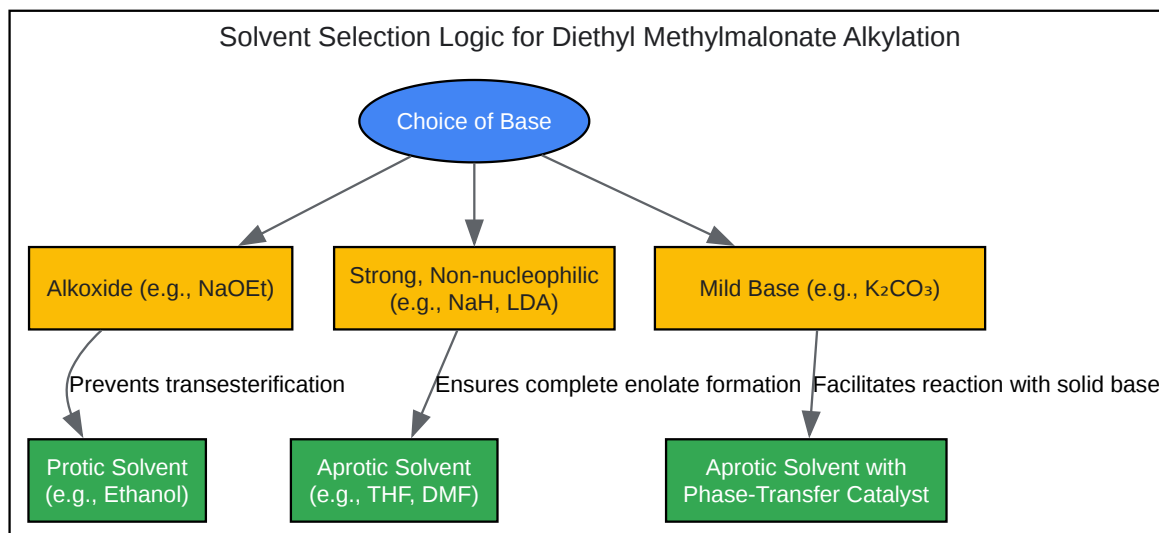 Solvent Selection Logic for Diethyl Methylmalonate Alkylation
Choice of Base
Alkoxide (e.g., NaOEt)
Strong, Non-nucleophilic
(e.g., NaH, LDA)
Mild Base (e.g., K₂CO₃)
Prevents transesterification
Ensures complete enolate formation
Facilitates reaction with solid base
Protic Solvent
(e.g., Ethanol)
Aprotic Solvent
(e.g., THF, DMF)
Aprotic Solvent with
Phase-Transfer Catalyst